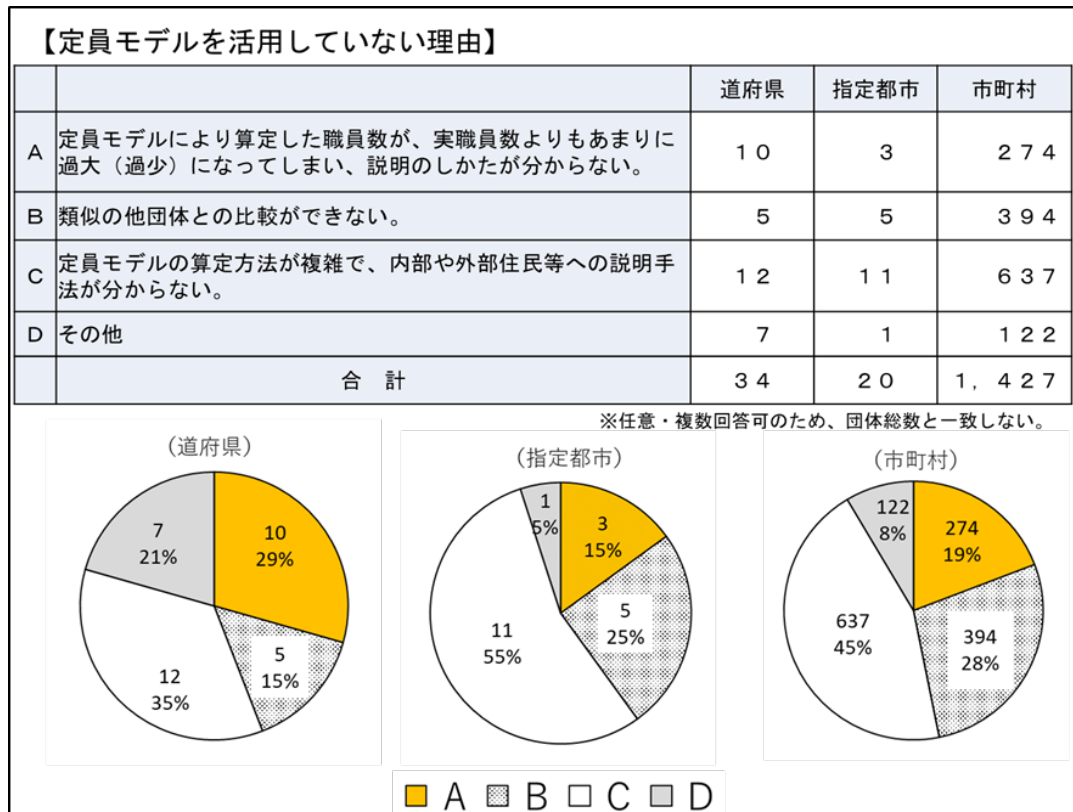 【定員モデルを活用していない理由】
道府県 指定都市 市町村
A 定員モデルにより算定した職員数が、実職員数よりもあまりに
過大（過少）になってしまい、説明のしかたが分からない。 １０ ３ ２７４
B 類似の他団体との比較ができない。 ５ ５ ３９４
C 定員モデルの算定方法が複雑で、内部や外部住民等への説明手
法が分からない。 １２ １１ ６３７
D その他 ７ １ １２２
合　計 ３４ ２０ １，４２７
※任意・複数回答可のため、団体総数と一致しない。
（道府県）
10
29%
5
15%
12
35%
7
21%
（指定都市）
3
15%
5
25%
11
55%
1
5%
（市町村）
274
19%
394
28%
637
45%
122
8%
A B C D